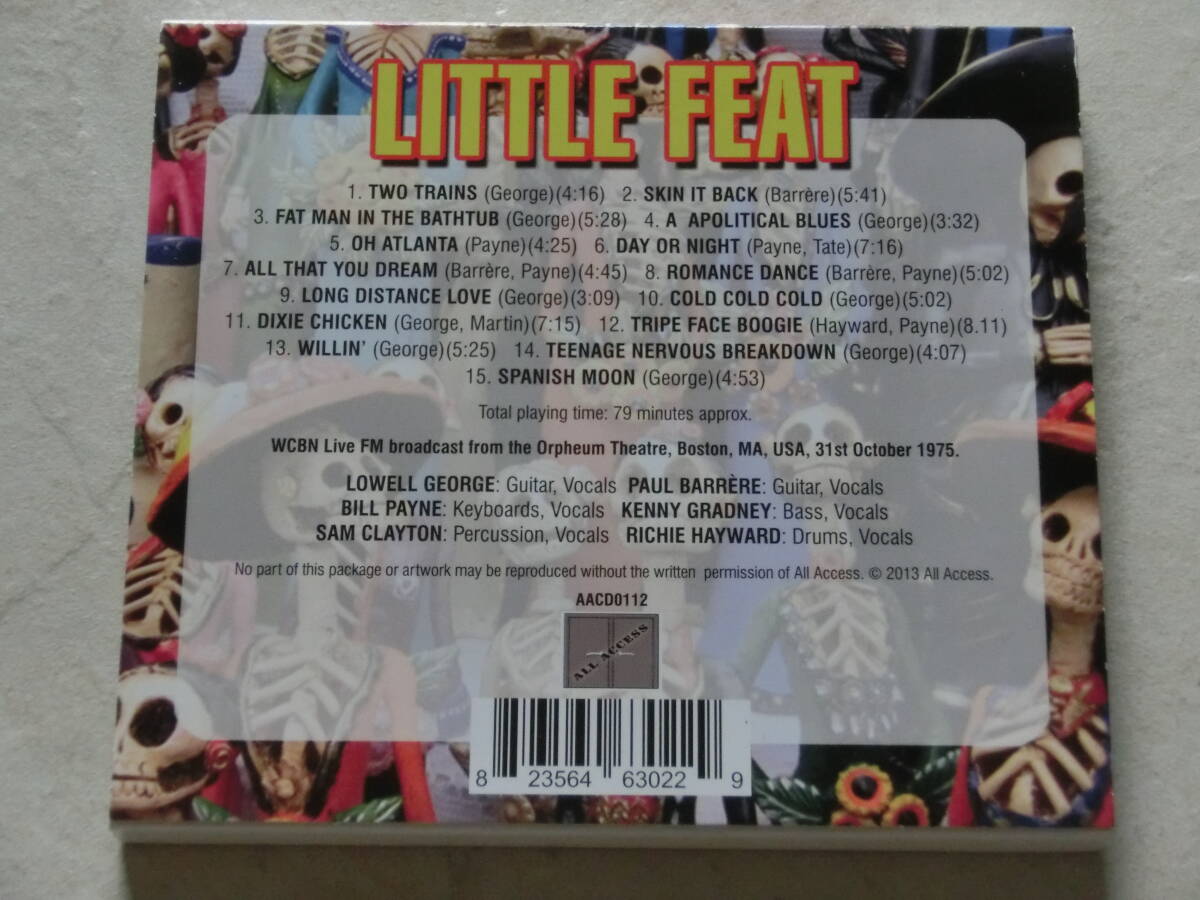 LITTLE FEAT
1. TWO TRAINS (George)(4:16) 2. SKIN IT BACK (Barrère)(5:41)
3. FAT MAN IN THE BATHTUB (George)(5:28) 4. A APOLITICAL BLUES (George)(3:32)
5. OH ATLANTA (Payne)(4:25) 6. DAY OR NIGHT (Payne, Tate)(7:16)
7. ALL THAT YOU DREAM (Barrère, Payne)(4:45) 8. ROMANCE DANCE (Barrère, Payne)(5:02)
9. LONG DISTANCE LOVE (George)(3:09) 10. COLD COLD COLD (George)(5:02)
11. DIXIE CHICKEN (George, Martin)(7:15) 12. TRIPE FACE BOOGIE (Hayward, Payne)(8.11)
13. WILLIN' (George)(5:25) 14. TEENAGE NERVOUS BREAKDOWN (George)(4:07)
15. SPANISH MOON (George)(4:53)
Total playing time: 79 minutes approx.
WCBN Live FM broadcast from the Orpheum Theatre, Boston, MA, USA, 31st October 1975.
LOWELL GEORGE: Guitar, Vocals PAUL BARRÈRE: Guitar, Vocals
BILL PAYNE: Keyboards, Vocals KENNY GRADNEY: Bass, Vocals
SAM CLAYTON: Percussion, Vocals RICHIE HAYWARD: Drums, Vocals
No part of this package or artwork may be reproduced without the written permission of All Access. © 2013 All Access.
AACD0112
ALL ACCESS
8 23564 63022 9